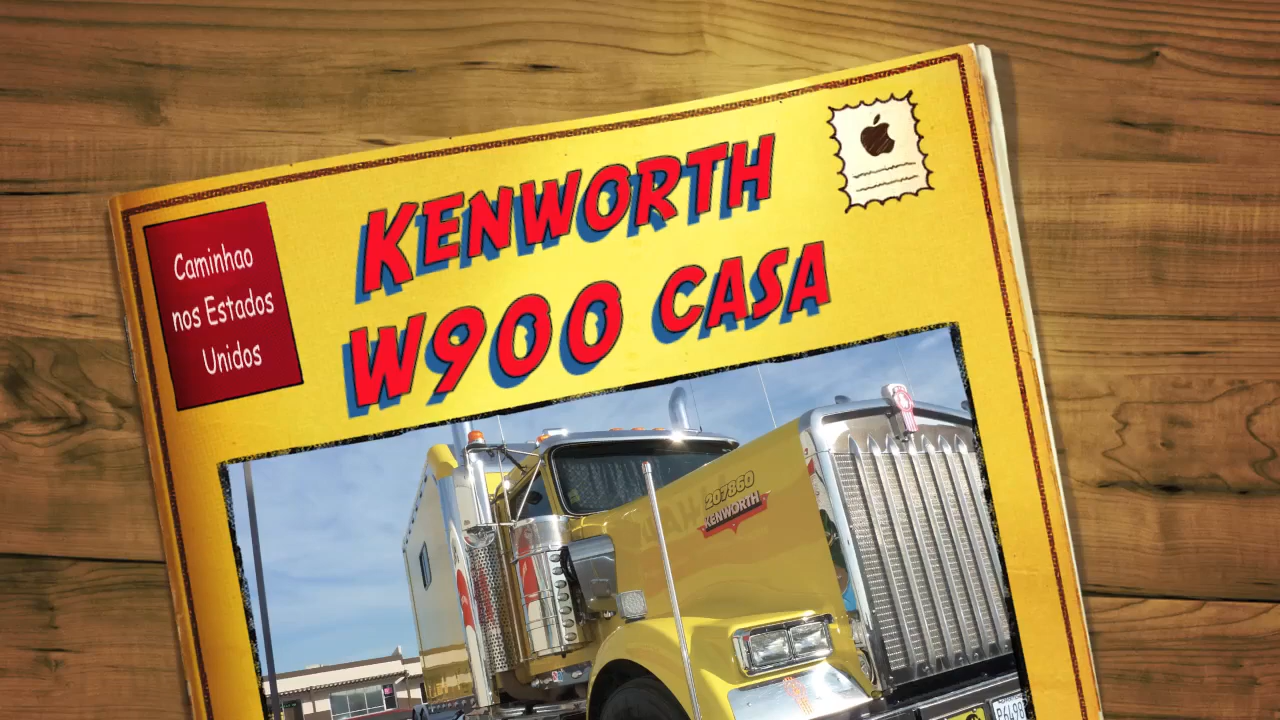 Caminhao
nos Estados
Unidos
KENWORTH
W900 CASA
207860
KENWORTH